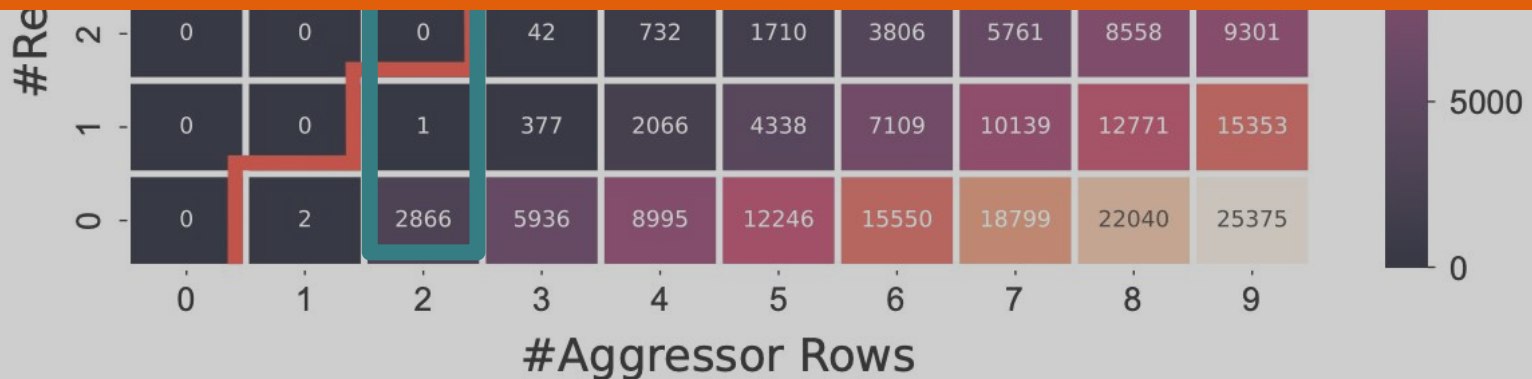 #Re
2 0 0 0 42 732 1710 3806 5761 8558 9301
5000
1 0 0 1 377 2066 4338 7109 10139 12771 15353
0 0 2 2866 5936 8995 12246 15550 18799 22040 25375
0
0 1 2 3 4 5 6 7 8 9
#Aggressor Rows